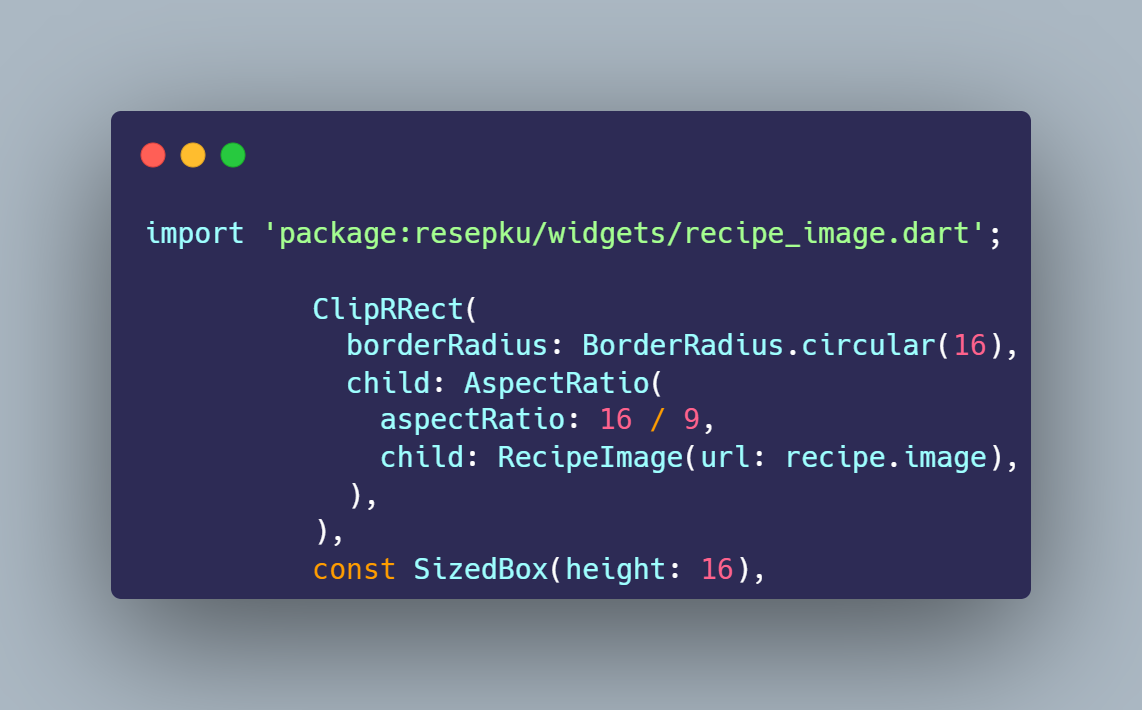 import 'package:resepku/widgets/recipe_image.dart';
ClipRRect(
borderRadius: BorderRadius.circular(16),
child: AspectRatio(
aspectRatio: 16 / 9,
child: RecipeImage(url: recipe.image),
),
),
const SizedBox(height: 16),